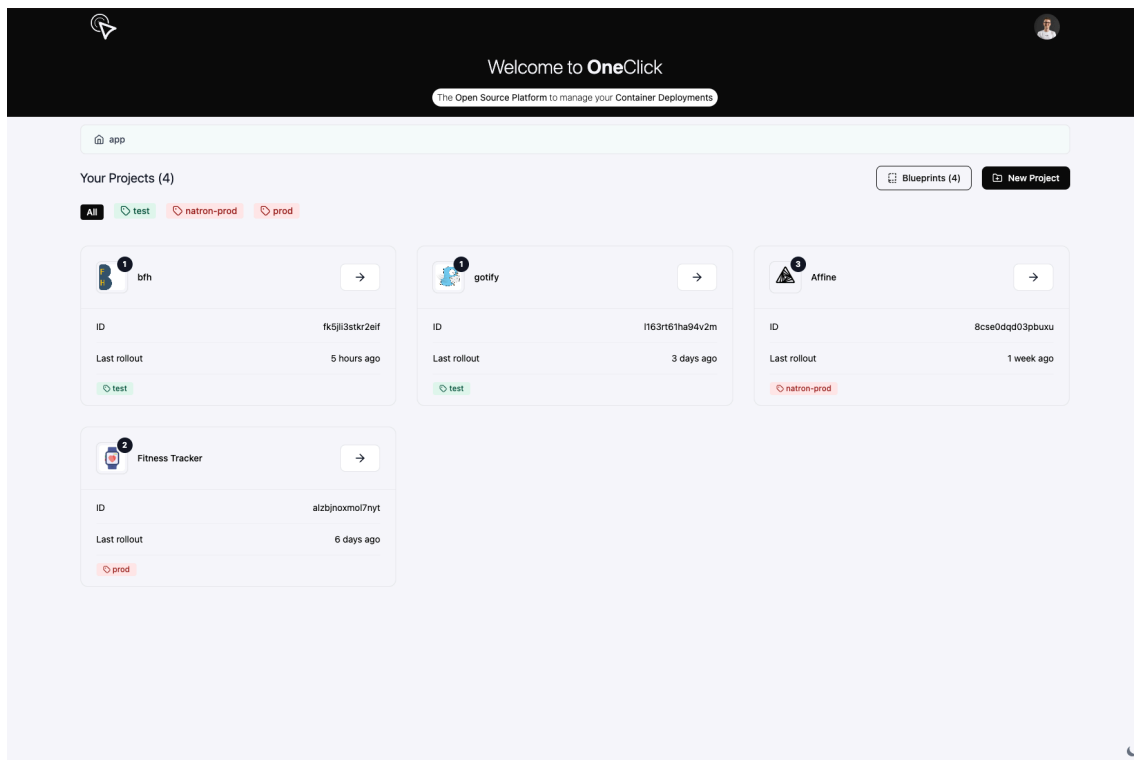 Welcome to OneClick
The Open Source Platform to manage your Container Deployments
app
Your Projects (4)
Blueprints (4)
New Project
All
test
natron-prod
prod
1
bfh
ID
fk5jli3stkr2eif
Last rollout
5 hours ago
test
1
gotify
ID
l163rt61ha94v2m
Last rollout
3 days ago
test
3
Affine
ID
8cse0dqd03pbuxu
Last rollout
1 week ago
natron-prod
2
Fitness Tracker
ID
alzbjnoxmol7nyt
Last rollout
6 days ago
prod